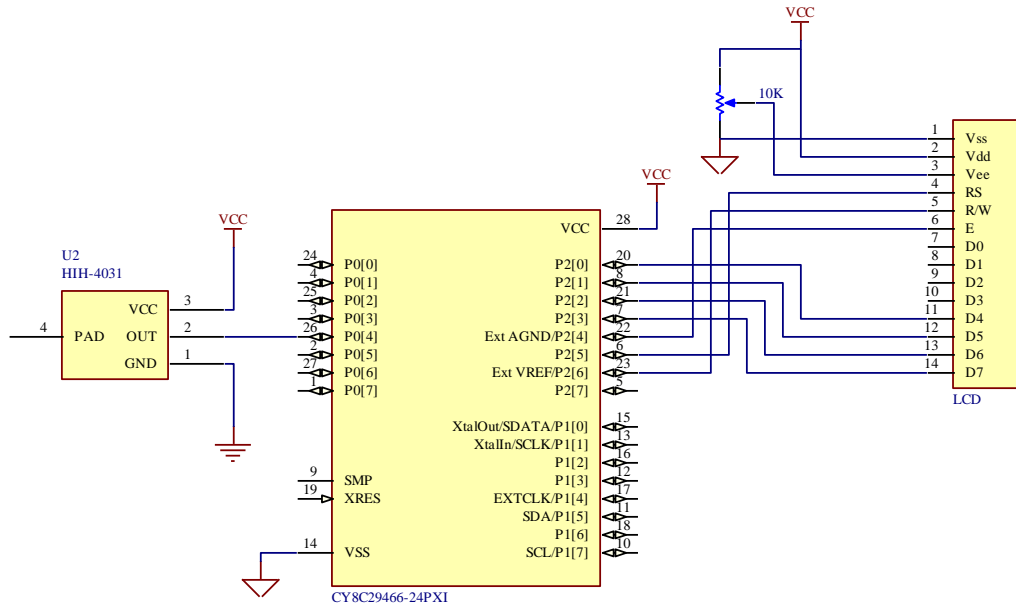 VCC
10K
1 Vss
2 Vdd
3 Vee
4 RS
5 R/W
6 E
7 D0
8 D1
9 D2
10 D3
11 D4
12 D5
13 D6
14 D7
LCD
VCC
VCC
U2
HIH-4031
4 PAD
VCC 3
OUT 2
GND 1
VCC 28
24 P0[0] P2[0] 20
4 P0[1] P2[1] 8
25 P0[2] P2[2] 21
3 P0[3] P2[3] 7
26 P0[4] Ext AGND/P2[4] 22
2 P0[5] P2[5] 6
27 P0[6] Ext VREF/P2[6] 23
1 P0[7] P2[7] 5
XtalOut/SDATA/P1[0] 15
XtalIn/SCLK/P1[1] 13
P1[2] 16
9 SMP P1[3] 12
19 XRES EXTCLK/P1[4] 17
SDA/P1[5] 11
P1[6] 18
14 VSS SCL/P1[7] 10
CY8C29466-24PXI